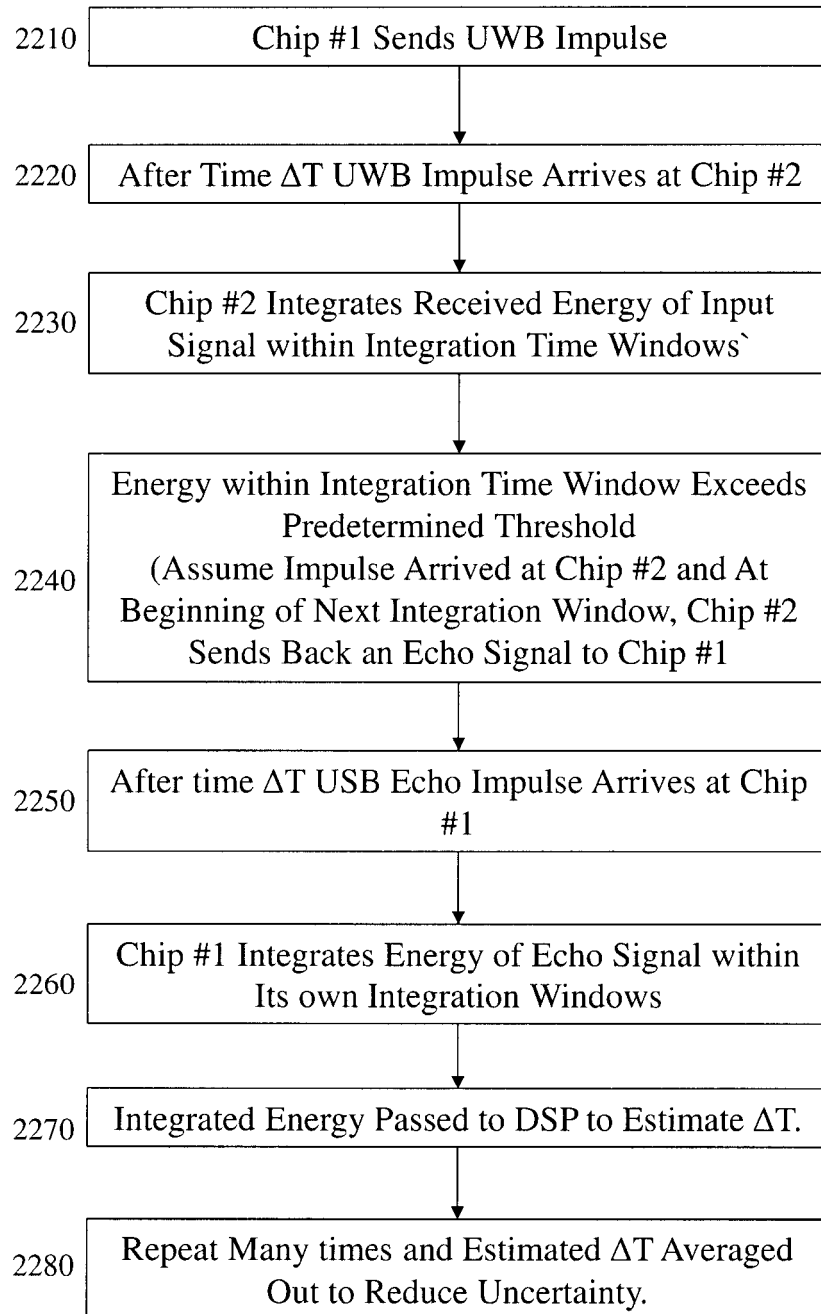 2210 Chip #1 Sends UWB Impulse
2220 After Time ΔT UWB Impulse Arrives at Chip #2
2230 Chip #2 Integrates Received Energy of Input
Signal within Integration Time Windows`
Energy within Integration Time Window Exceeds
Predetermined Threshold
2240 (Assume Impulse Arrived at Chip #2 and At
Beginning of Next Integration Window, Chip #2
Sends Back an Echo Signal to Chip #1
2250 After time ΔT USB Echo Impulse Arrives at Chip
#1
2260 Chip #1 Integrates Energy of Echo Signal within
Its own Integration Windows
2270 Integrated Energy Passed to DSP to Estimate ΔT.
2280 Repeat Many times and Estimated ΔT Averaged
Out to Reduce Uncertainty.